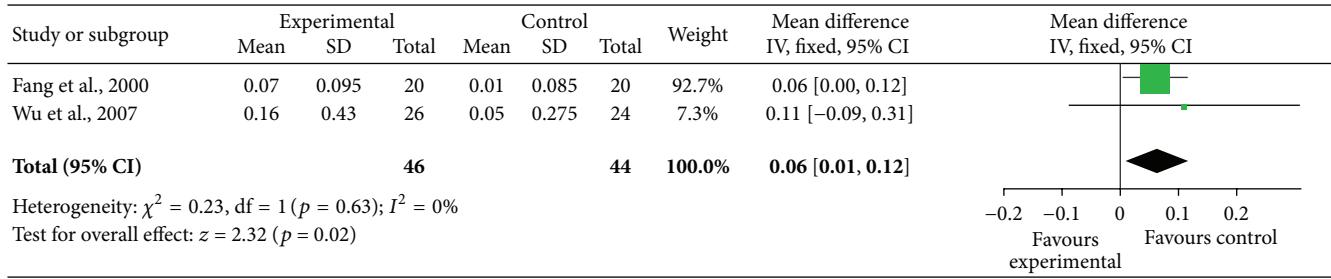 Study or subgroup Experimental Control Weight Mean difference Mean difference
Mean SD Total Mean SD Total IV, fixed, 95% CI IV, fixed, 95% CI
Fang et al., 2000 0.07 0.095 20 0.01 0.085 20 92.7% 0.06 [0.00, 0.12]
Wu et al., 2007 0.16 0.43 26 0.05 0.275 24 7.3% 0.11 [−0.09, 0.31]
Total (95% CI) 46 44 100.0% 0.06 [0.01, 0.12]
Heterogeneity: χ² = 0.23, df = 1 (p = 0.63); I² = 0%
Test for overall effect: z = 2.32 (p = 0.02)
−0.2 −0.1 0 0.1 0.2
Favours Favours control
experimental